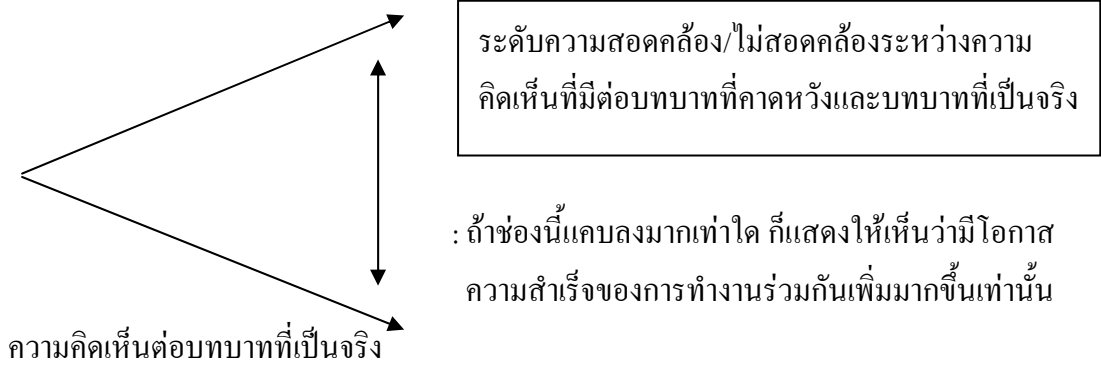 ระดับความสอดคล้อง/ไม่สอดคล้องระหว่างความ
คิดเห็นที่มีต่อบทบาทที่คาดหวังและบทบาทที่เป็นจริง
: ถ้าช่องนี้แคบลงมากเท่าใด ก็แสดงให้เห็นว่ามีโอกาส
ความสำเร็จของการทำงานร่วมกันเพิ่มมากขึ้นเท่านั้น
ความคิดเห็นต่อบทบาทที่เป็นจริง